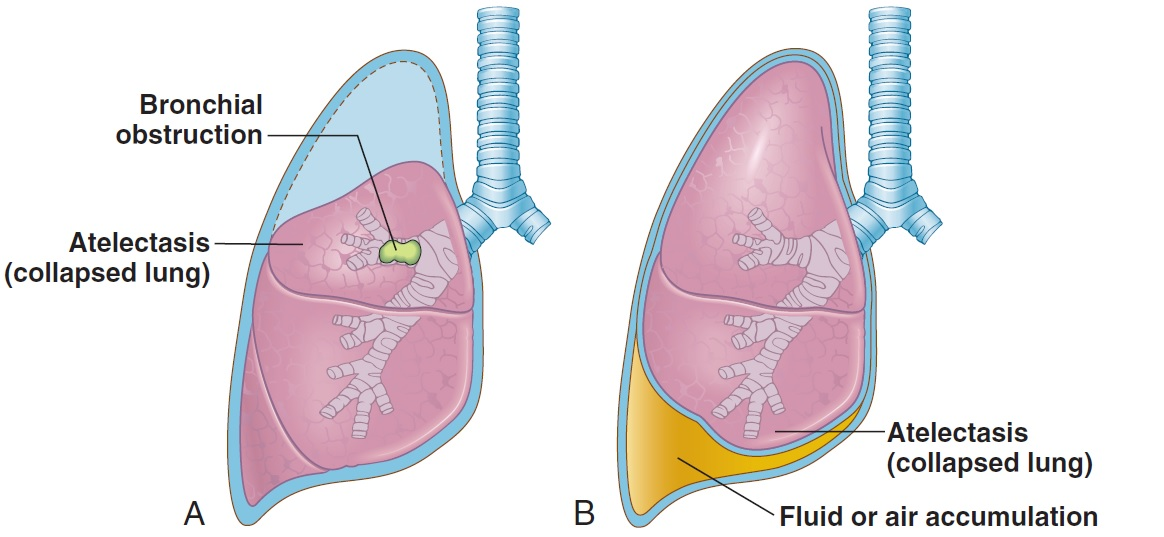 Bronchial
obstruction
Atelectasis
(collapsed lung)
A
Atelectasis
(collapsed lung)
Fluid or air accumulation
B